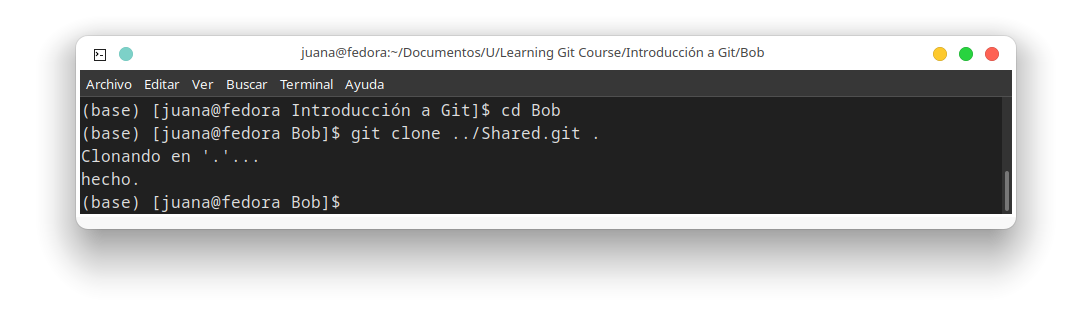 juana@fedora:~/Documentos/U/Learning Git Course/Introducción a Git/Bob
Archivo Editar Ver Buscar Terminal Ayuda
(base) [juana@fedora Introducción a Git]$ cd Bob
(base) [juana@fedora Bob]$ git clone ../Shared.git .
Clonando en '.'...
hecho.
(base) [juana@fedora Bob]$